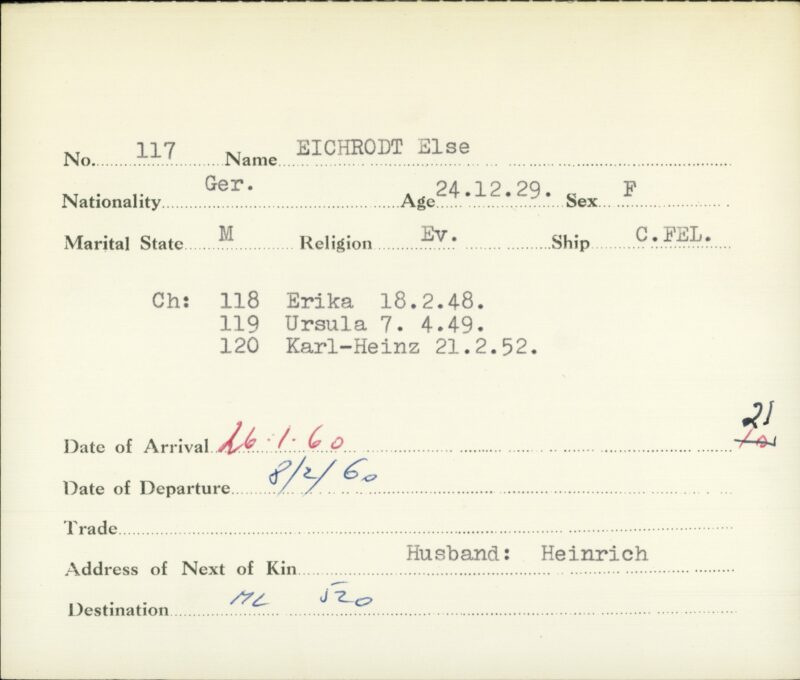 No. 117 Name EICHRODT Else
Nationality Ger. Age 24.12.29. Sex F
Marital State M Religion Ev. Ship C.FEL.
Ch: 118 Erika 18.2.48.
119 Ursula 7. 4.49.
120 Karl-Heinz 21.2.52.
21
Date of Arrival 26.1.60
Date of Departure 8/2/60
Trade
Address of Next of Kin Husband: Heinrich
Destination ML 520